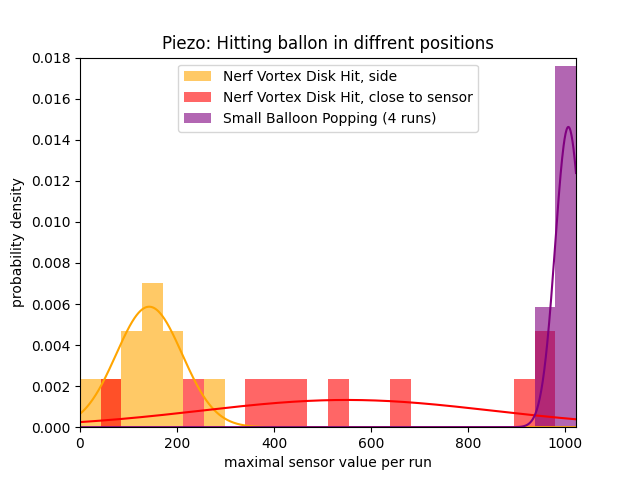 Piezo: Hitting ballon in diffrent positions
Nerf Vortex Disk Hit, side
Nerf Vortex Disk Hit, close to sensor
Small Balloon Popping (4 runs)
probability density
0.018
0.016
0.014
0.012
0.010
0.008
0.006
0.004
0.002
0.000
0 200 400 600 800 1000
maximal sensor value per run